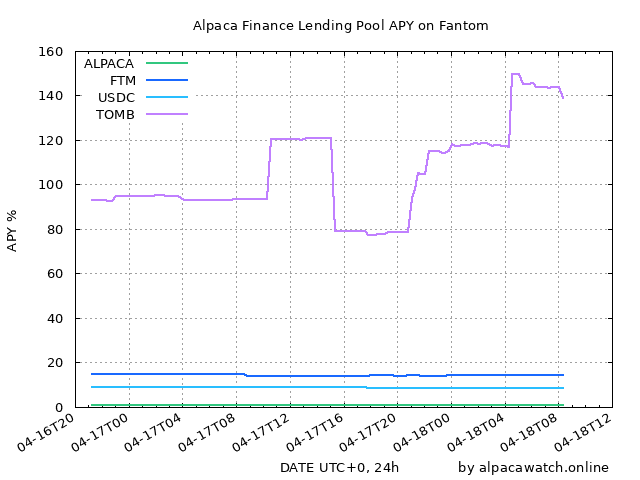 Alpaca Finance Lending Pool APY on Fantom
160
140
120
100
80
60
40
20
0
APY %
ALPACA
FTM
USDC
TOMB
04-16T20
04-17T00
04-17T04
04-17T08
04-17T12
04-17T16
04-17T20
04-18T00
04-18T04
04-18T08
04-18T12
DATE UTC+0, 24h
by alpacawatch.online